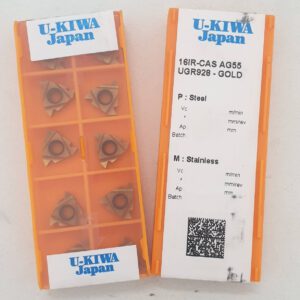 U-KIWA
Japan
U-KIWA
Japan
U-KIWA
Japan
16IR-CAS AG55
UGR928 - GOLD
P : Steel
Vc m/min
f mm/rev
Ap mm
Batch
M : Stainless
Vc m/min
f mm/rev
Ap mm
Batch